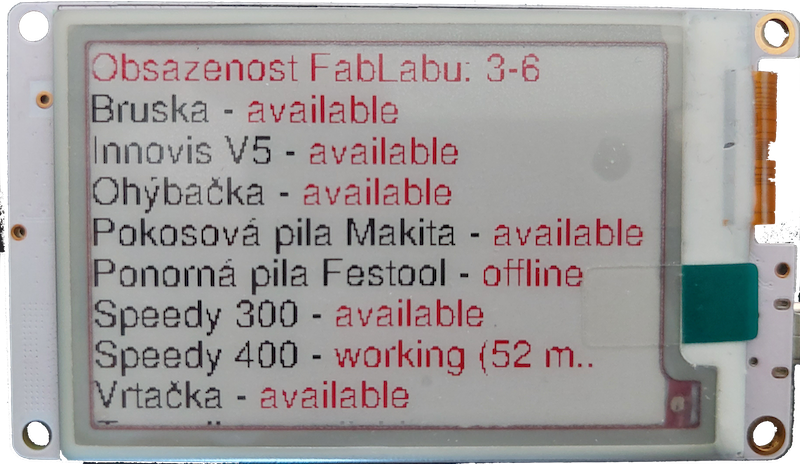 Obsazenost FabLabu: 3-6
Bruska - available
Innovis V5 - available
Ohýbačka - available
Pokosová pila Makita - available
Ponorná pila Festool - offline
Speedy 300 - available
Speedy 400 - working (52 m..
Vrtačka - available